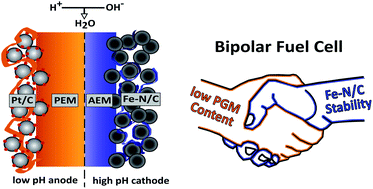 H⁺ OH⁻
H₂O
Pt/C PEM AEM Fe-N/C
low pH anode high pH cathode
Bipolar Fuel Cell
low PGM
Content
Fe-N/C
Stability